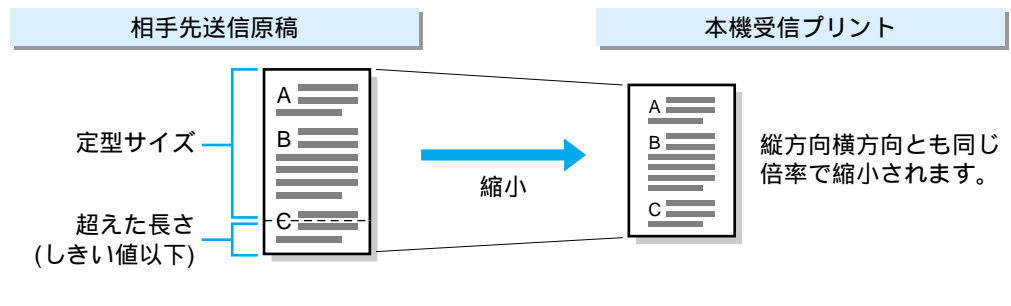 相手先送信原稿
本機受信プリント
定型サイズ
超えた長さ
(しきい値以下)
A
B
C
縮小
A
B
C
縦方向横方向とも同じ
倍率で縮小されます。